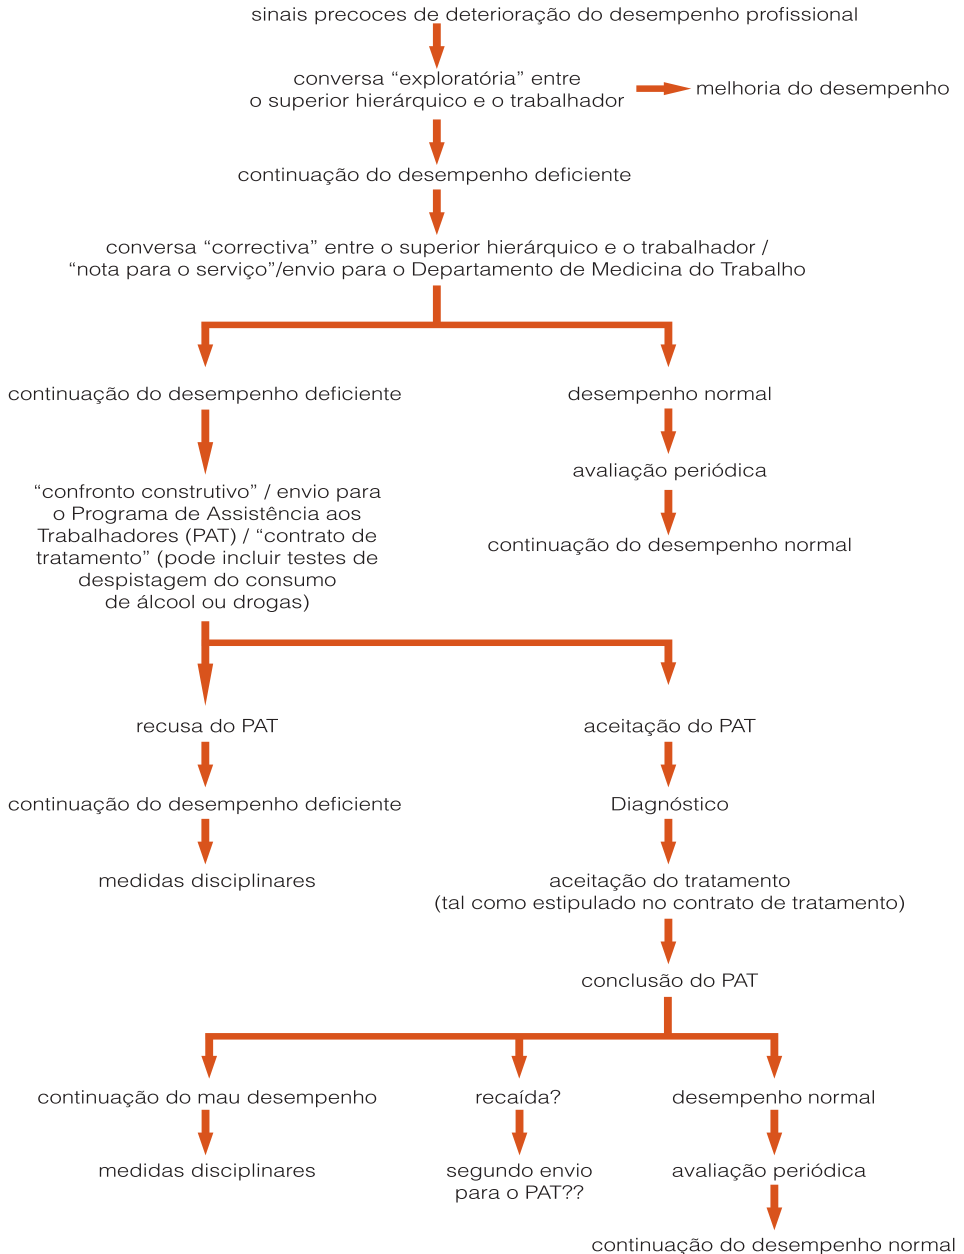 sinais precoces de deterioração do desempenho profissional
conversa “exploratória” entre
o superior hierárquico e o trabalhador
melhoria do desempenho
continuação do desempenho deficiente
conversa “correctiva” entre o superior hierárquico e o trabalhador /
“nota para o serviço”/envio para o Departamento de Medicina do Trabalho
continuação do desempenho deficiente
desempenho normal
avaliação periódica
continuação do desempenho normal
“confronto construtivo” / envio para
o Programa de Assistência aos
Trabalhadores (PAT) / “contrato de
tratamento” (pode incluir testes de
despistagem do consumo
de álcool ou drogas)
recusa do PAT
aceitação do PAT
continuação do desempenho deficiente
Diagnóstico
medidas disciplinares
aceitação do tratamento
(tal como estipulado no contrato de tratamento)
conclusão do PAT
continuação do mau desempenho
recaída?
desempenho normal
medidas disciplinares
segundo envio
para o PAT??
avaliação periódica
continuação do desempenho normal